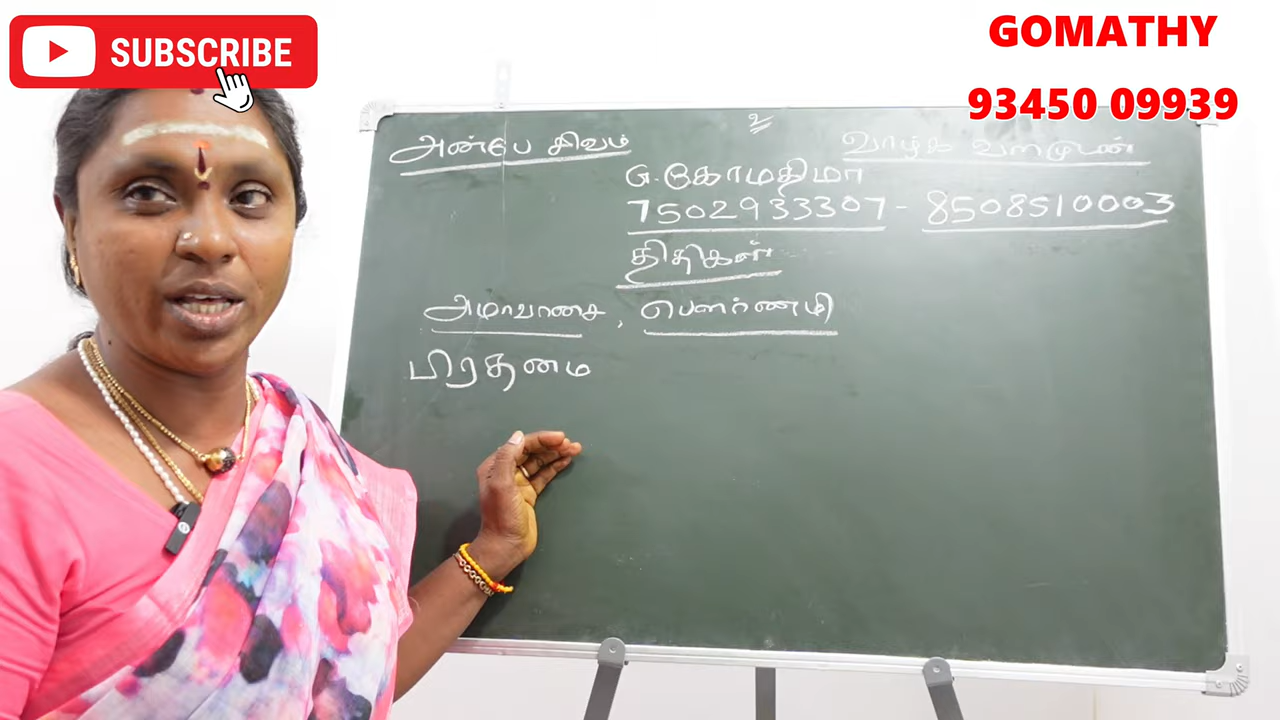 SUBSCRIBE
GOMATHY
93450 09939
உ
அன்பே சிவம்
வாழ்க வளமுடன்
G.கோமதிமா
7502933307 - 8508510003
திதிகள்
அமாவாசை, பௌர்ணமி
பிரதமை